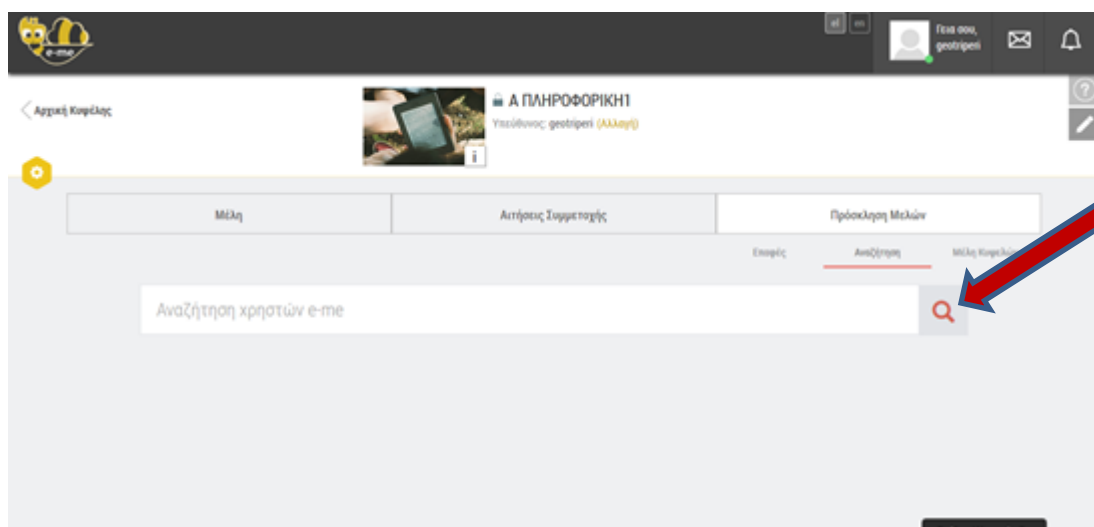 e-me
el en
Γεια σου,
geotriperi
Αρχική Κυψέλης
Α ΠΛΗΡΟΦΟΡΙΚΗ1
Υπεύθυνος: geotriperi (Αλλαγή)
i
?
Μέλη
Αιτήσεις Συμμετοχής
Πρόσκληση Μελών
Επαφές
Αναζήτηση
Μέλη
Αναζήτηση χρηστών e-me